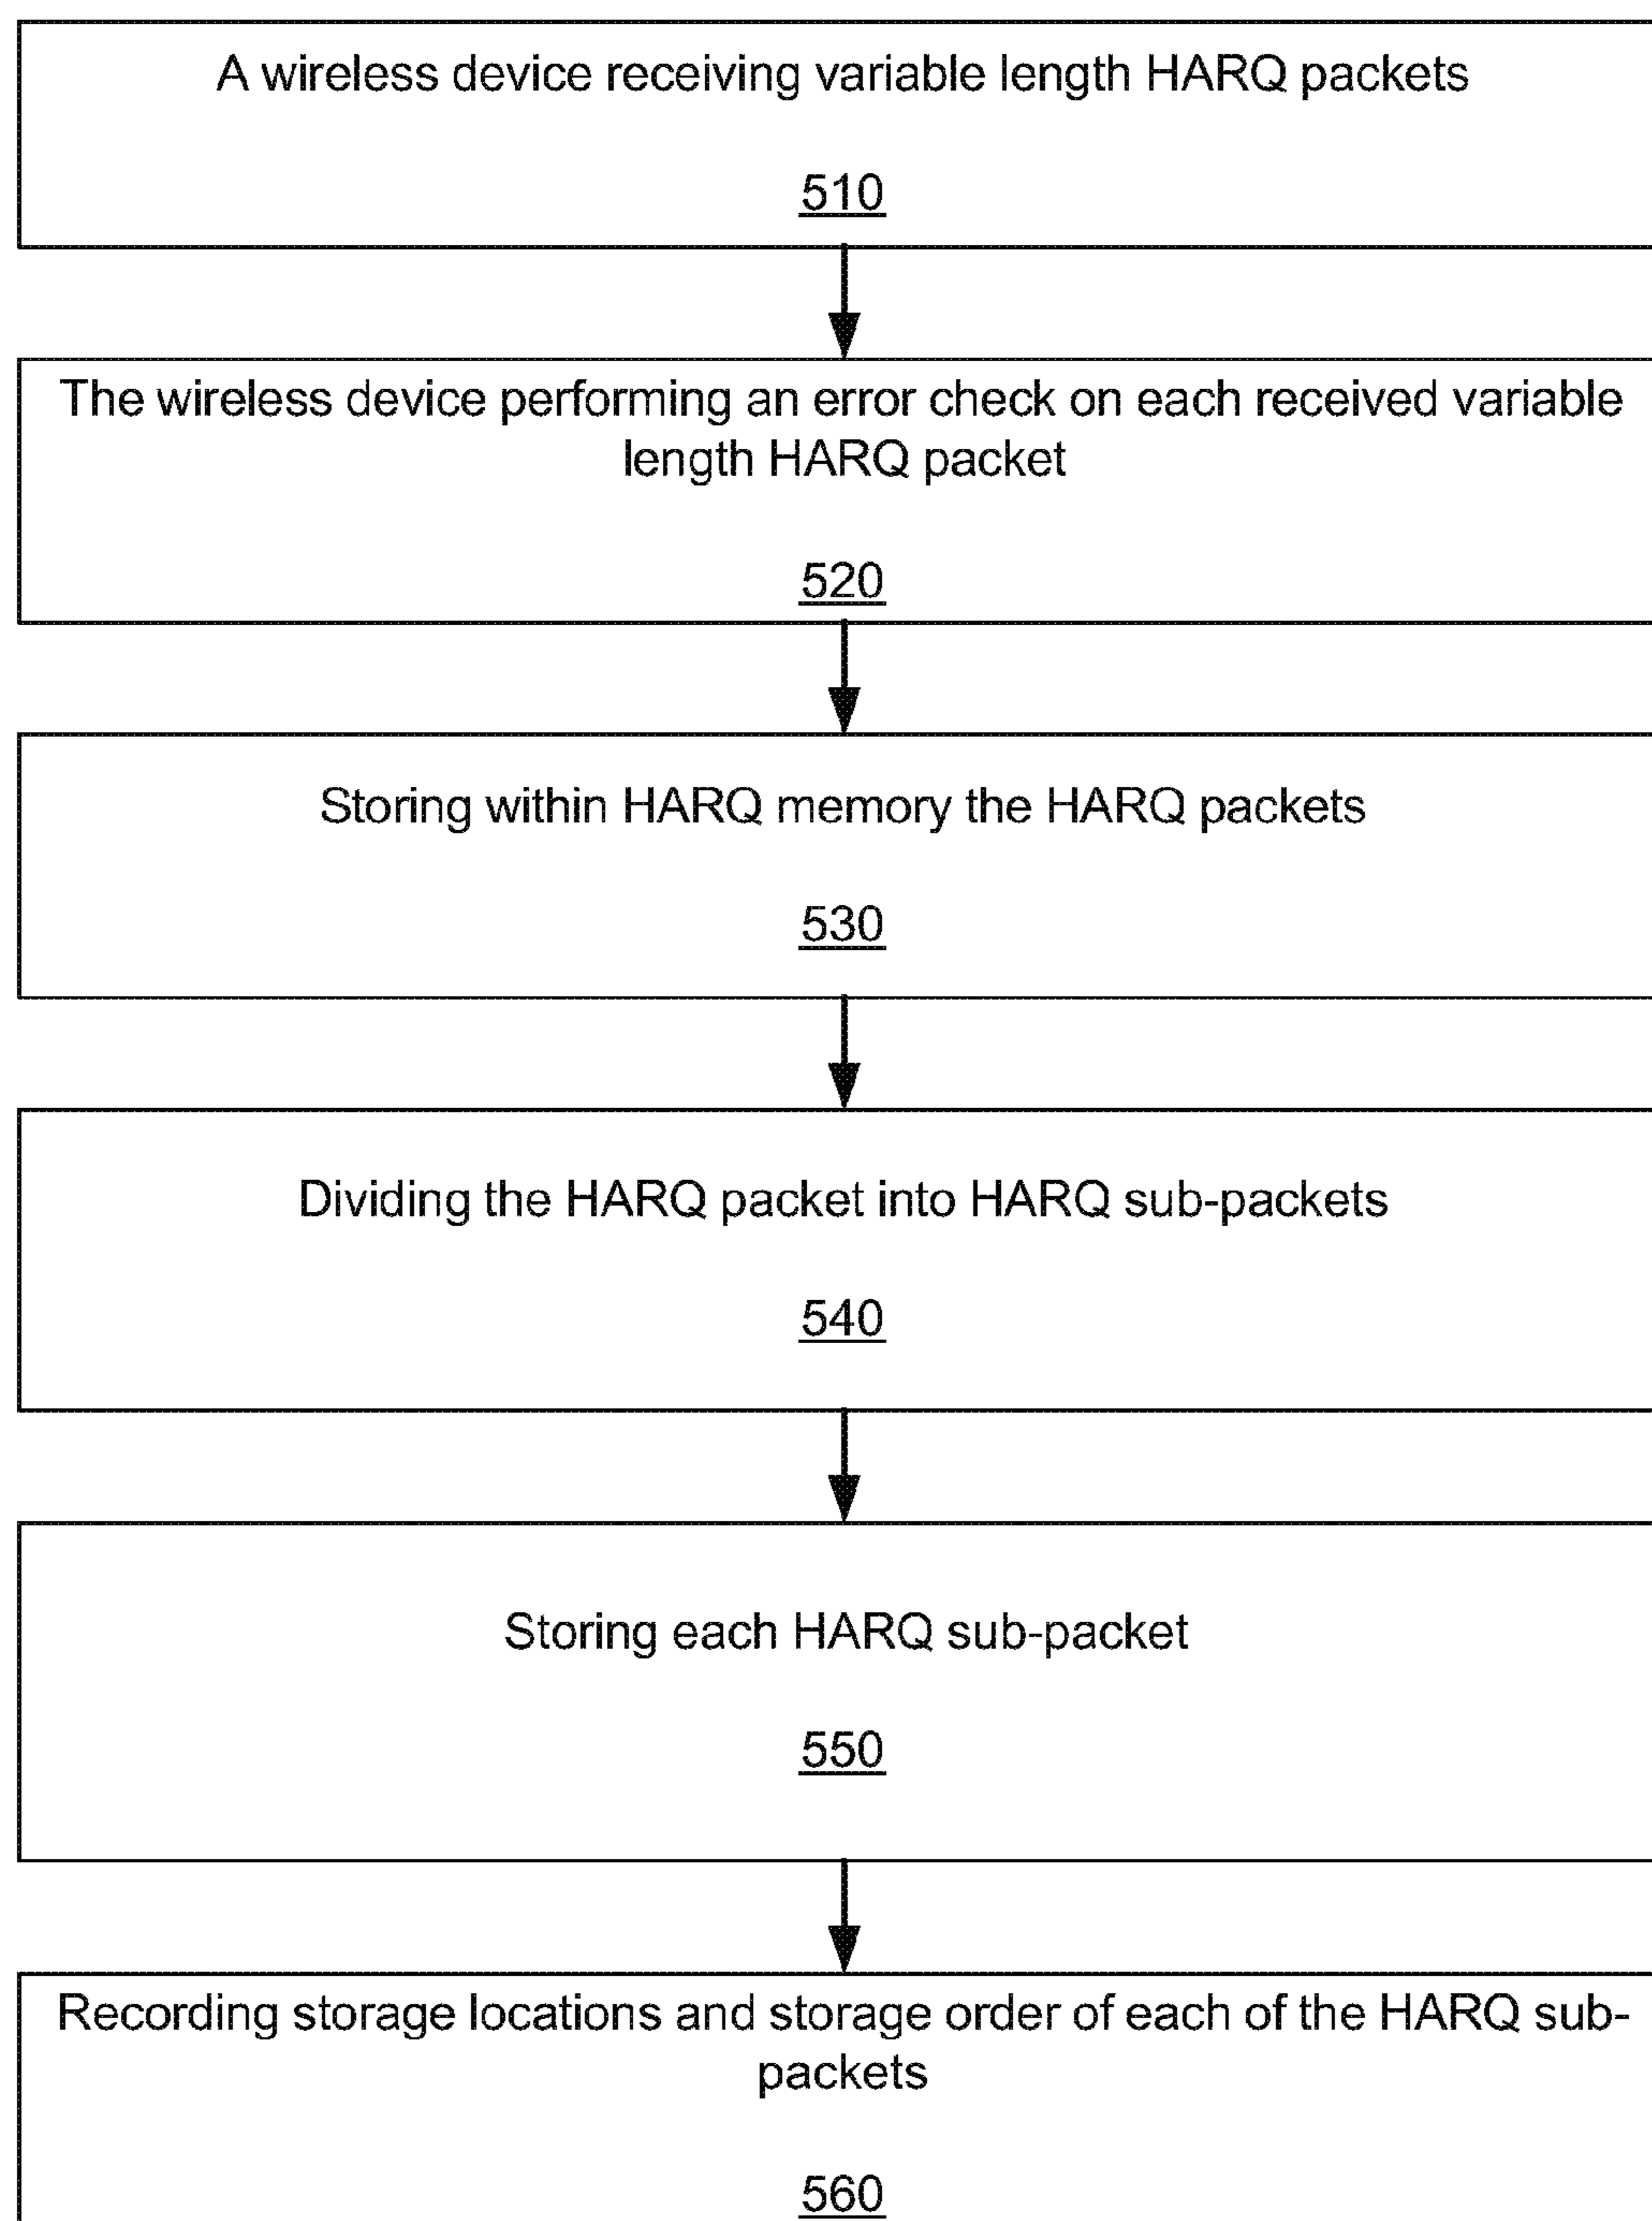 A wireless device receiving variable length HARQ packets
510
The wireless device performing an error check on each received variable
length HARQ packet
520
Storing within HARQ memory the HARQ packets
530
Dividing the HARQ packet into HARQ sub-packets
540
Storing each HARQ sub-packet
550
Recording storage locations and storage order of each of the HARQ sub-
packets
560